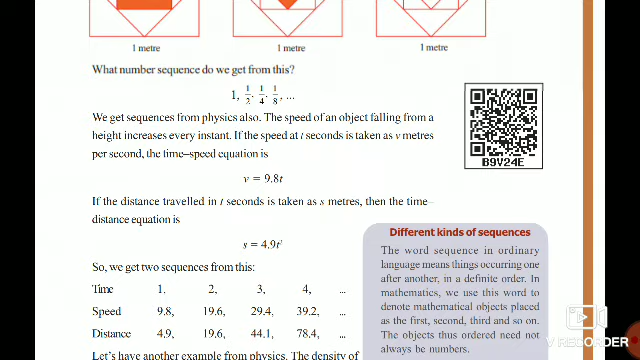 1 metre 1 metre 1 metre
What number sequence do we get from this?
1, 1/2, 1/4, 1/8, ...
We get sequences from physics also. The speed of an object falling from a
height increases every instant. If the speed at t seconds is taken as v metres
per second, the time–speed equation is
v = 9.8t
B9V24E
If the distance travelled in t seconds is taken as s metres, then the time–
distance equation is
s = 4.9t²
So, we get two sequences from this:
Time 1, 2, 3, 4, ...
Speed 9.8, 19.6, 29.4, 39.2, ...
Distance 4.9, 19.6, 44.1, 78.4, ...
Let's have another example from physics. The density of
Different kinds of sequences
The word sequence in ordinary
language means things occurring one
after another, in a definite order. In
mathematics, we use this word to
denote mathematical objects placed
as the first, second, third and so on.
The objects thus ordered need not
always be numbers.
V RECORDER